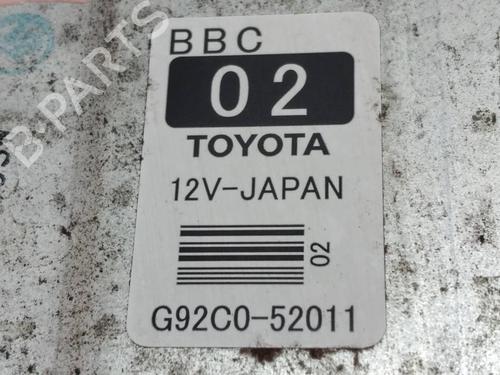 B-PARTS
BBC
02
TOYOTA
12V-JAPAN
02
G92C0-52011